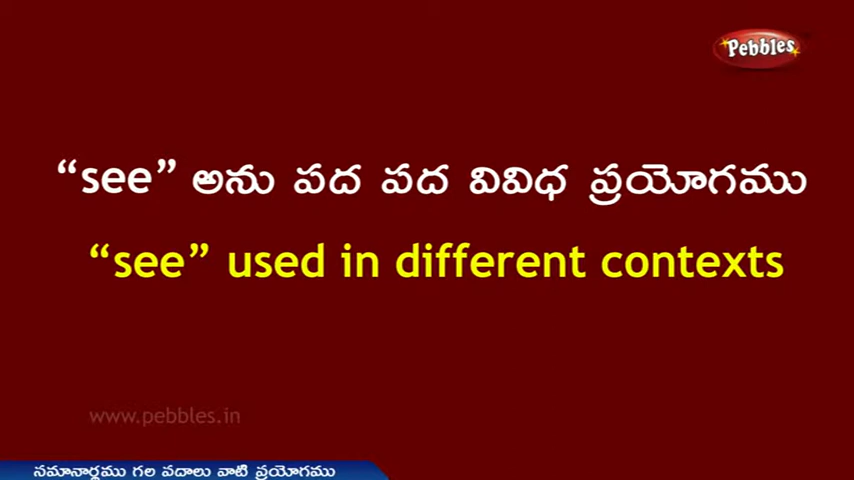 Pebbles
“see” అను పద పద వివిధ ప్రయోగము
“see” used in different contexts
www.pebbles.in
సమానార్థము గల పదాలు వాటి ప్రయోగము